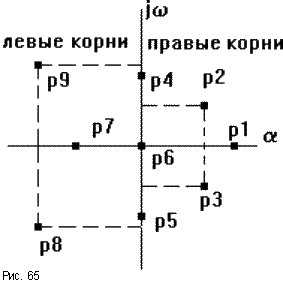 jω
левые корни правые корни
p9 p4 p2
p7 p1 α
p6
p3
p5
p8
Рис. 65